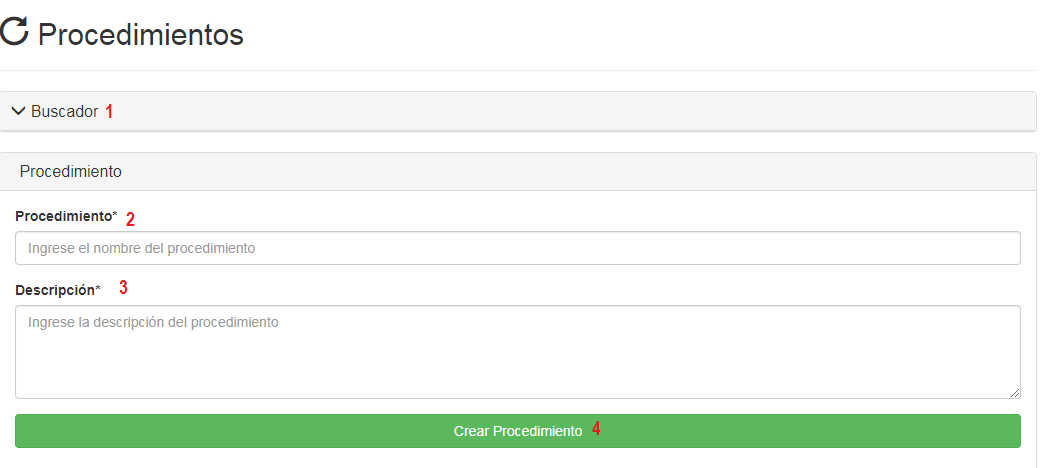 Procedimientos
Buscador 1
Procedimiento
Procedimiento* 2
Ingrese el nombre del procedimiento
Descripción* 3
Ingrese la descripción del procedimiento
Crear Procedimiento 4